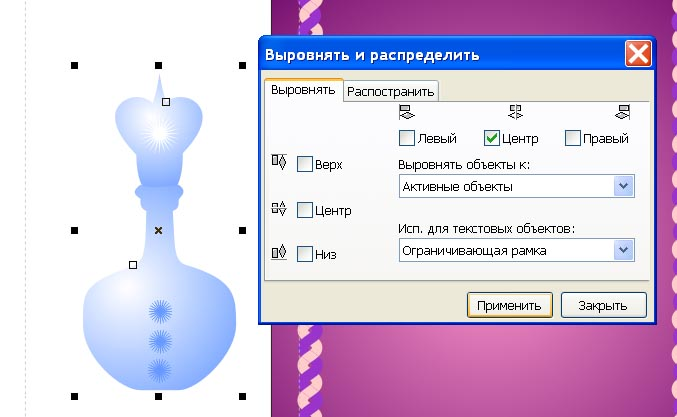 Выровнять и распределить
Выровнять
Распостранить
Левый
Центр
Правый
Верх
Выровнять объекты к:
Активные объекты
Центр
Исп. для текстовых объектов:
Низ
Ограничивающая рамка
Применить
Закрыть